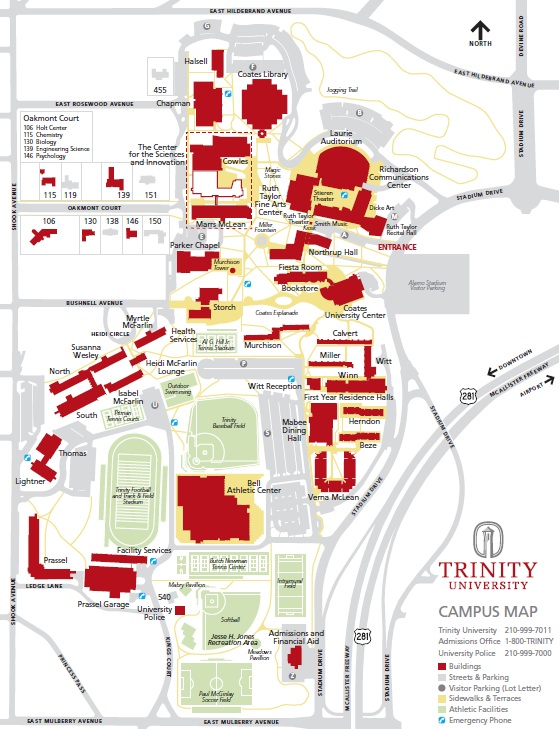 EAST HILDEBRAND AVENUE
G
NORTH
DEVINE ROAD
Halsell
F
Coates Library
EAST HILDEBRAND AVENUE
455
Jogging Trail
EAST ROSEWOOD AVENUE
Chapman
B
STADIUM DRIVE
Oakmont Court
106 Holt Center
115 Chemistry
130 Biology
139 Engineering Science
146 Psychology
Laurie
Auditorium
The Center
for the Sciences
and Innovation
Cowles
Magic
Stones
Richardson
Communications
Center
115
119
139
151
Ruth
Taylor
Fine Arts
Center
Stieren
Theater
STADIUM DRIVE
SHOOK AVENUE
OAKMONT COURT
Dicke Art
Ruth Taylor
Theater
Smith Music
M
Marrs McLean
Miller
Fountain
Ruth Taylor
Recital Hall
106
130
138
146
150
E
A
Parker Chapel
Northrup Hall
ENTRANCE
Murchison
Tower
Fiesta Room
Bookstore
Alamo Stadium
Visitor Parking
BUSHNELL AVENUE
Storch
Coates Esplanade
Coates
University Center
Myrtle
McFarlin
HEIDI CIRCLE
Health
Services
Al G. Hill Jr.
Tennis Stadium
Calvert
Susanna
Wesley
Murchison
Miller
Witt
DOWNTOWN
MCALLISTER FREEWAY
AIRPORT
North
Heidi McFarlin
Lounge
P
Winn
Witt Reception
281
Isabel
McFarlin
Outdoor
Swimming
First Year Residence Halls
South
Pittman
Tennis Courts
U
Trinity
Baseball Field
Mabee
Dining
Hall
Herndon
STADIUM DRIVE
S
Beze
Thomas
Lightner
Trinity Football
and Track & Field
Stadium
Bell
Athletic Center
Verna McLean
STADIUM DRIVE
Facility Services
Butch Newman
Tennis Center
Prassel
Intramural
Field
TRINITY
UNIVERSITY
LEDGE LANE
Mabry Pavilion
Prassel Garage
540
University
Police
Softball
CAMPUS MAP
SHOOK AVENUE
KINGS COURT
Jesse H. Jones
Recreation Area
Admissions and
Financial Aid
Meadows
Pavilion
281
Trinity University 210-999-7011
Admissions Office 1-800-TRINITY
University Police 210-999-7000
PRINCESS PASS
Z
STADIUM DRIVE
MCALLISTER FREEWAY
STADIUM DRIVE
Buildings
Streets & Parking
Visitor Parking (Lot Letter)
Sidewalks & Terraces
Athletic Facilities
Emergency Phone
Paul McGinlay
Soccer Field
EAST MULBERRY AVENUE
EAST MULBERRY AVENUE